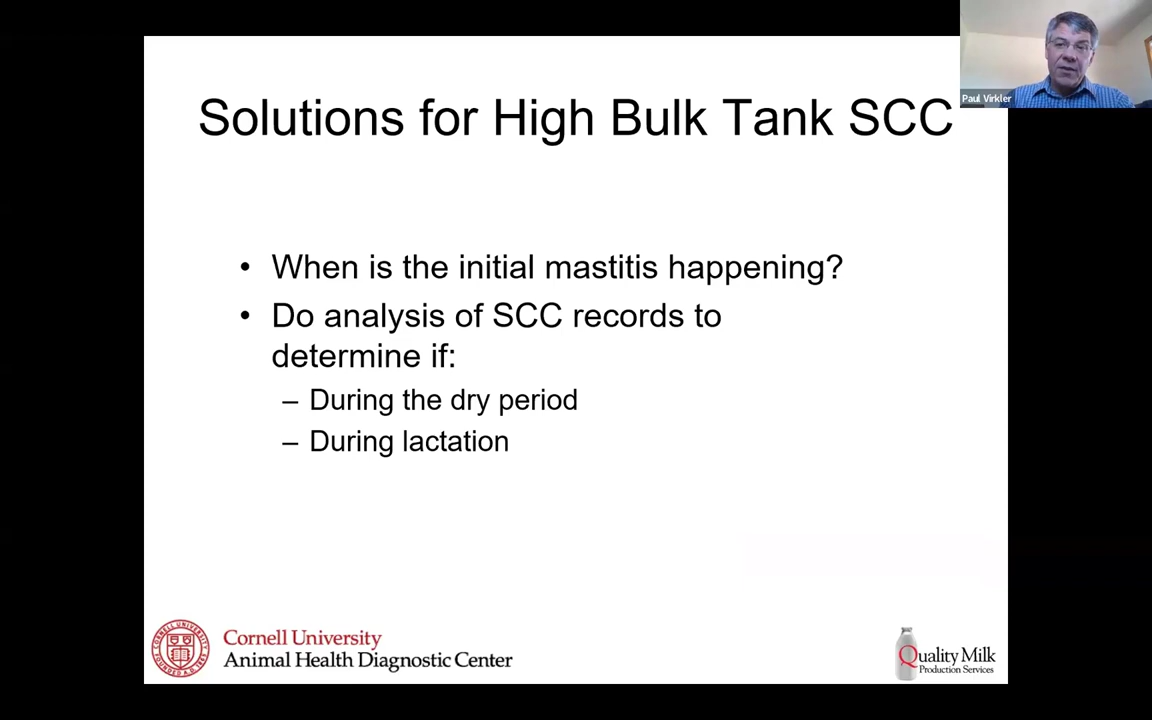 Paul Virkler
Solutions for High Bulk Tank SCC
• When is the initial mastitis happening?
• Do analysis of SCC records to
determine if:
– During the dry period
– During lactation
Cornell University
Animal Health Diagnostic Center
Quality Milk
Production Services